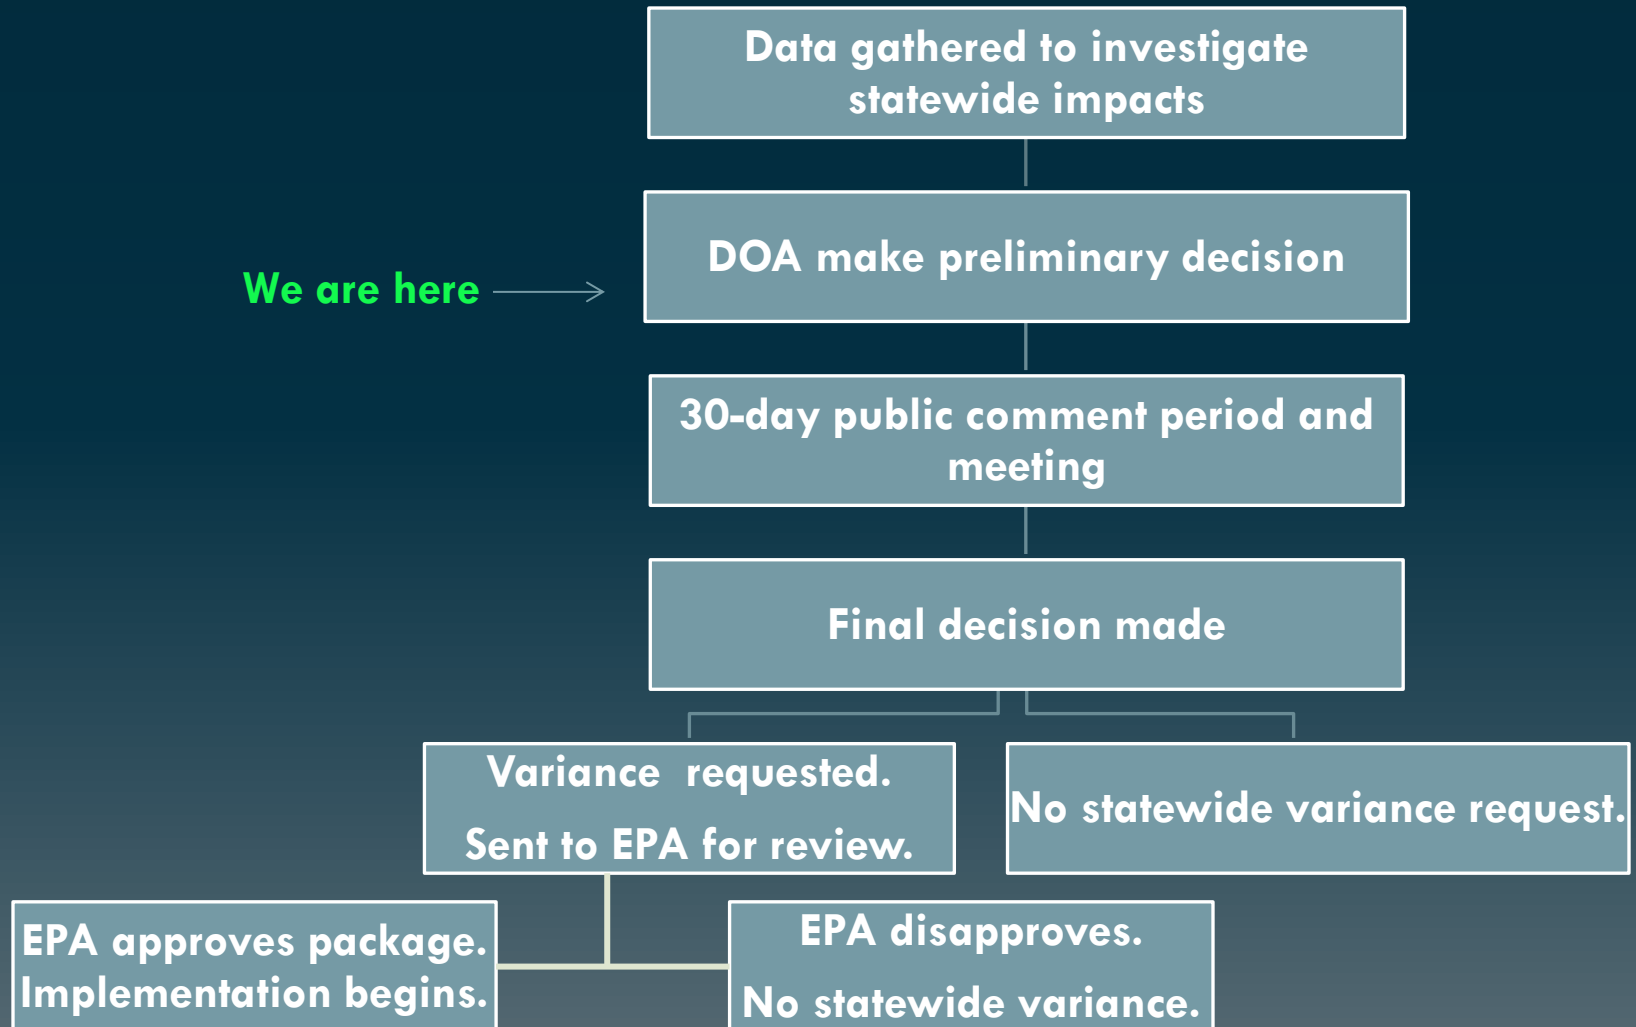 Data gathered to investigate
statewide impacts
DOA make preliminary decision
We are here
30-day public comment period and
meeting
Final decision made
Variance requested.
Sent to EPA for review.
No statewide variance request.
EPA approves package.
Implementation begins.
EPA disapproves.
No statewide variance.